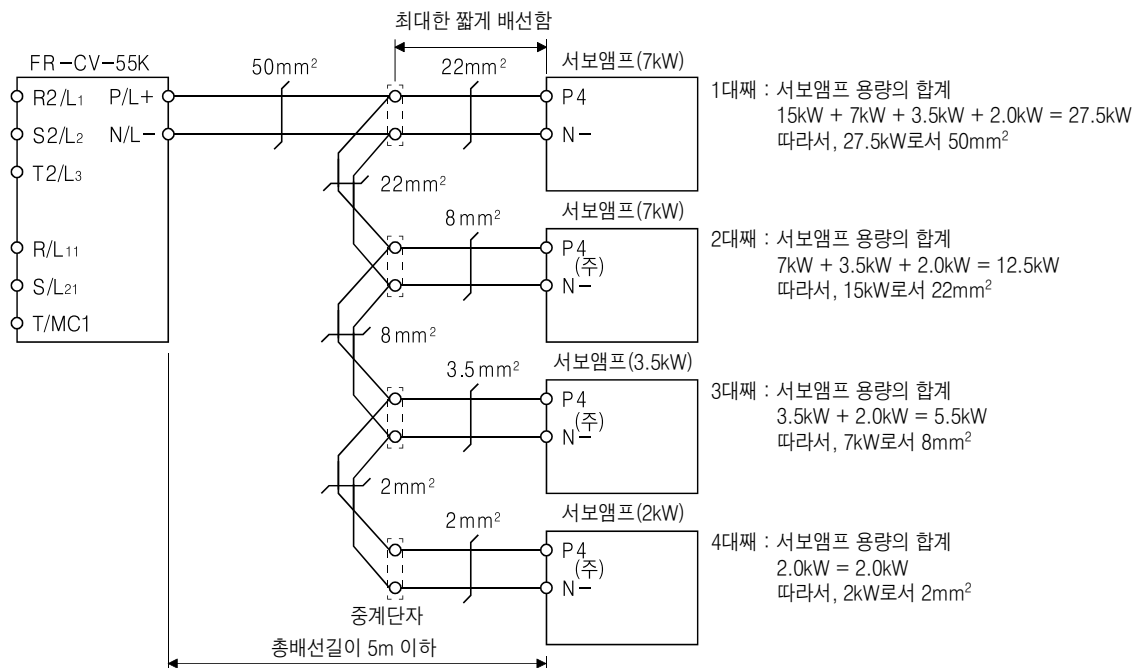 최대한 짧게 배선함
FR-CV-55K
50mm²
22mm²
서보앰프(7kW)
R2/L1
P/L+
S2/L2
N/L-
T2/L3
R/L11
S/L21
T/MC1
P4
N-
1대째 : 서보앰프 용량의 합계
15kW + 7kW + 3.5kW + 2.0kW = 27.5kW
따라서, 27.5kW로서 50mm²
22mm²
8mm²
서보앰프(7kW)
P4
(주)
N-
2대째 : 서보앰프 용량의 합계
7kW + 3.5kW + 2.0kW = 12.5kW
따라서, 15kW로서 22mm²
8mm²
3.5mm²
서보앰프(3.5kW)
P4
(주)
N-
3대째 : 서보앰프 용량의 합계
3.5kW + 2.0kW = 5.5kW
따라서, 7kW로서 8mm²
2mm²
2mm²
서보앰프(2kW)
P4
(주)
N-
4대째 : 서보앰프 용량의 합계
2.0kW = 2.0kW
따라서, 2kW로서 2mm²
중계단자
총배선길이 5m 이하